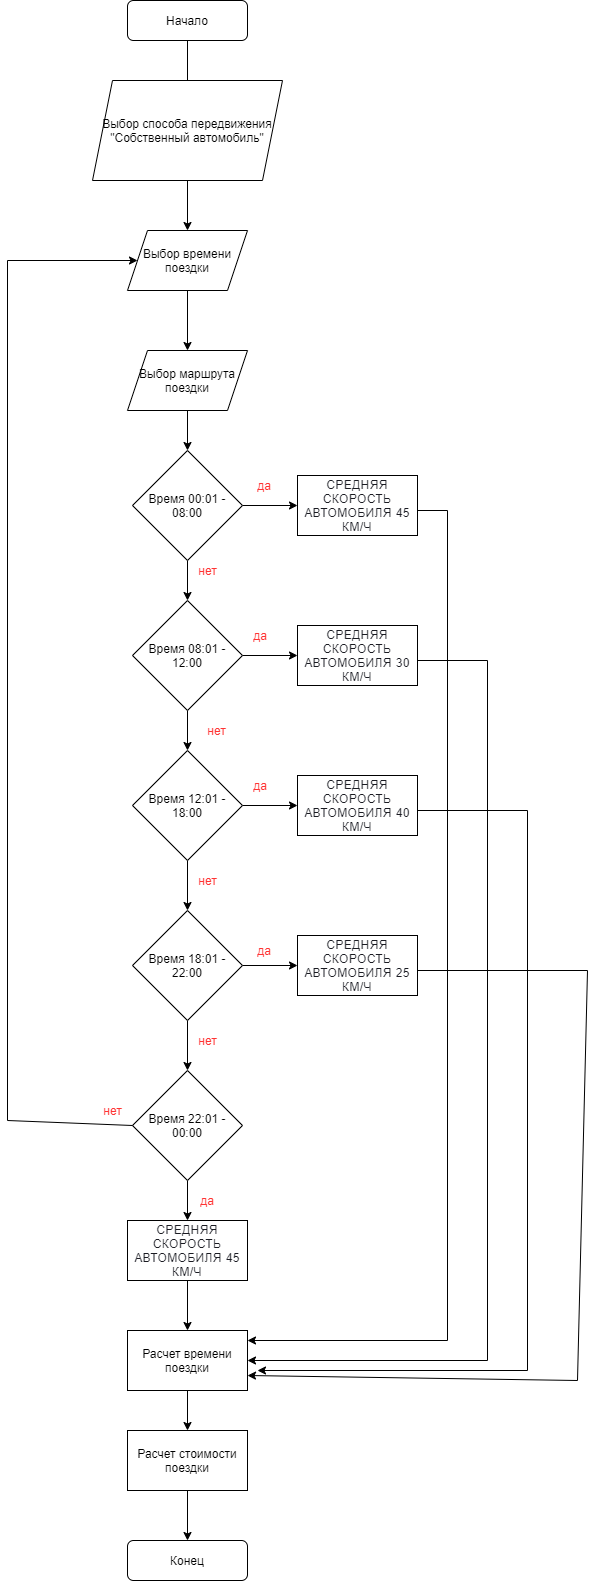 Начало
Выбор способа передвижения
"Собственный автомобиль"
Выбор времени
поездки
Выбор маршрута
поездки
Время 00:01 -
08:00
да
СРЕДНЯЯ
СКОРОСТЬ
АВТОМОБИЛЯ 45
КМ/Ч
нет
Время 08:01 -
12:00
да
СРЕДНЯЯ
СКОРОСТЬ
АВТОМОБИЛЯ 30
КМ/Ч
нет
Время 12:01 -
18:00
да
СРЕДНЯЯ
СКОРОСТЬ
АВТОМОБИЛЯ 40
КМ/Ч
нет
Время 18:01 -
22:00
да
СРЕДНЯЯ
СКОРОСТЬ
АВТОМОБИЛЯ 25
КМ/Ч
нет
Время 22:01 -
00:00
нет
да
СРЕДНЯЯ
СКОРОСТЬ
АВТОМОБИЛЯ 45
КМ/Ч
Расчет времени
поездки
Расчет стоимости
поездки
Конец